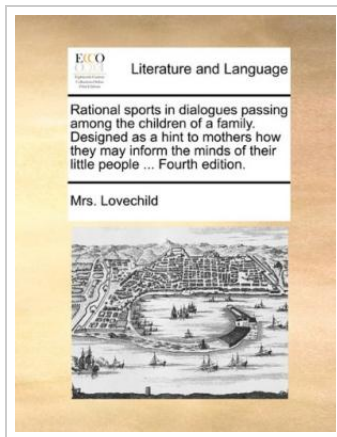 ECCO
Literature and Language
Rational sports in dialogues passing
among the children of a family.
Designed as a hint to mothers how
they may inform the minds of their
little people ... Fourth edition.
Mrs. Lovechild